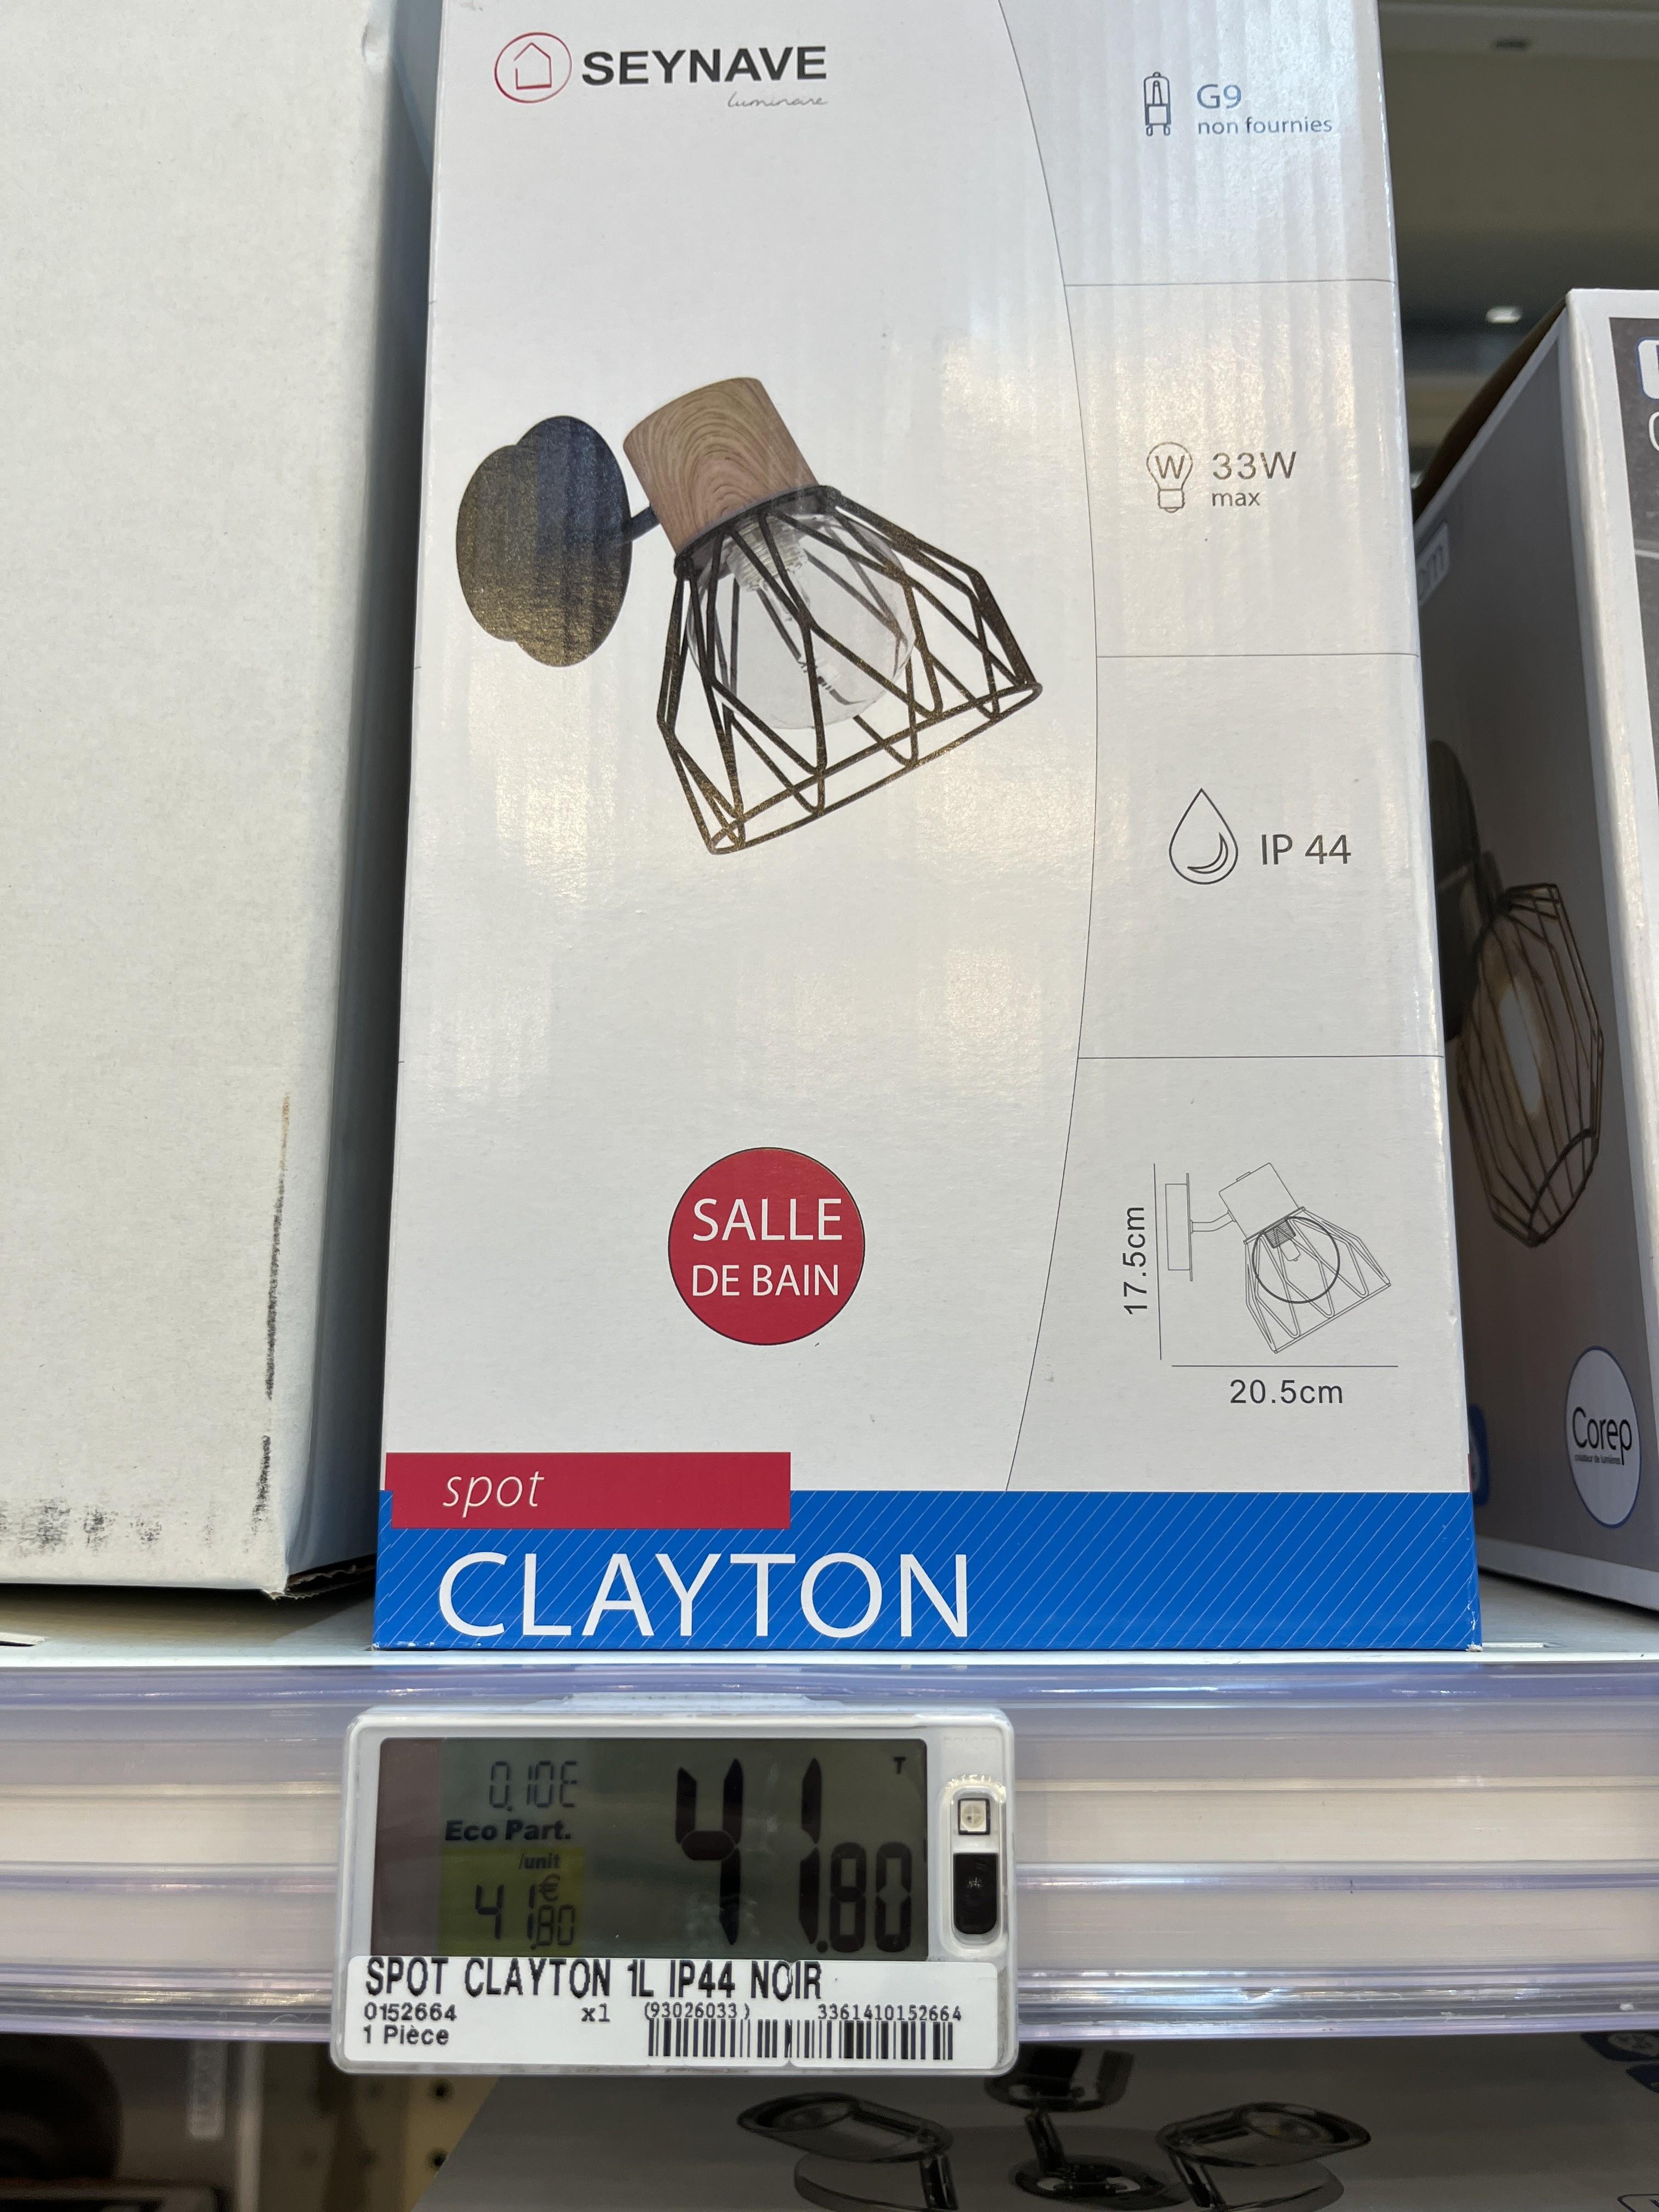 SEYNAVE
luminaire
G9
non fournies
W 33W
max
IP 44
SALLE
DE BAIN
17.5cm
20.5cm
spot
CLAYTON
Corep
0,10€
Eco Part.
/unit
41€80
41.80
T
SPOT CLAYTON 1L IP44 NOIR
0152664 x1 (93026033) 3361410152664
1 Pièce